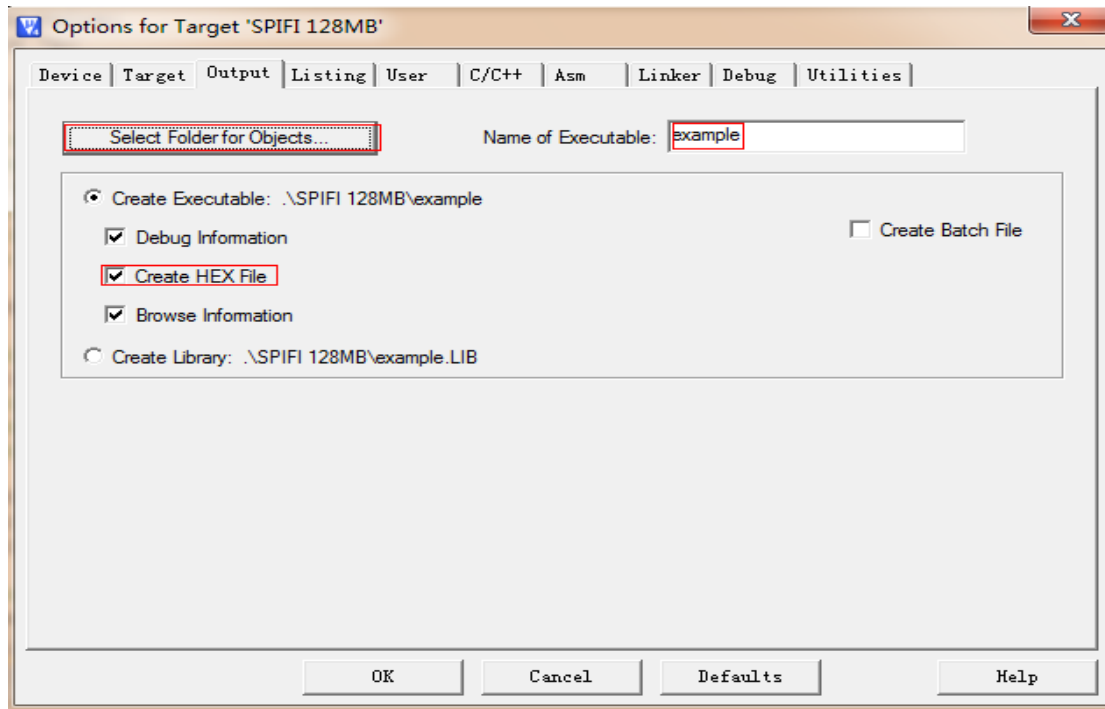 Options for Target 'SPIFI 128MB'
Device Target Output Listing User C/C++ Asm Linker Debug Utilities
Select Folder for Objects... Name of Executable: example
Create Executable: .\SPIFI 128MB\example
Create Batch File
Debug Information
Create HEX File
Browse Information
Create Library: .\SPIFI 128MB\example.LIB
OK Cancel Defaults Help